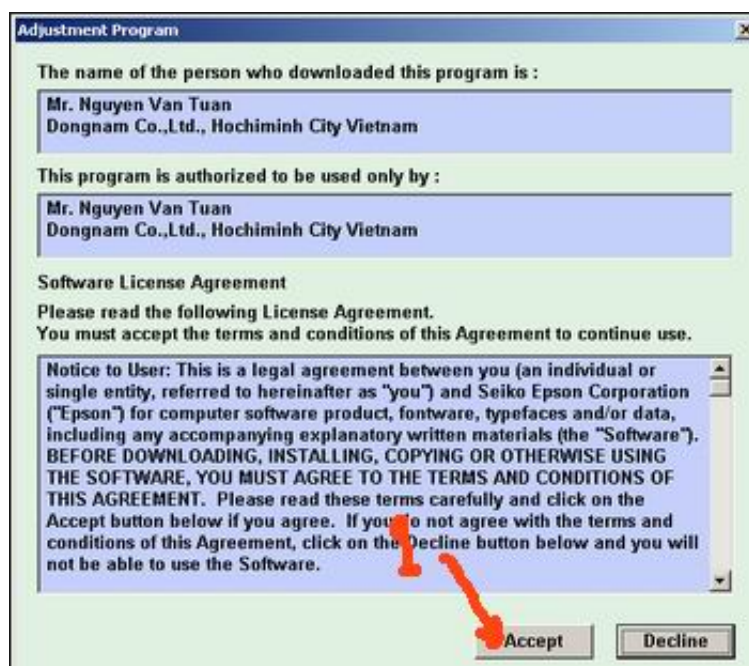 Adjustment Program
The name of the person who downloaded this program is :
Mr. Nguyen Van Tuan
Dongnam Co.,Ltd., Hochiminh City Vietnam
This program is authorized to be used only by :
Mr. Nguyen Van Tuan
Dongnam Co.,Ltd., Hochiminh City Vietnam
Software License Agreement
Please read the following License Agreement.
You must accept the terms and conditions of this Agreement to continue use.
Notice to User: This is a legal agreement between you (an individual or
single entity, referred to hereinafter as "you") and Seiko Epson Corporation
("Epson") for computer software product, fontware, typefaces and/or data,
including any accompanying explanatory written materials (the "Software").
BEFORE DOWNLOADING, INSTALLING, COPYING OR OTHERWISE USING
THE SOFTWARE, YOU MUST AGREE TO THE TERMS AND CONDITIONS OF
THIS AGREEMENT. Please read these terms carefully and click on the
Accept button below if you agree. If you do not agree with the terms and
conditions of this Agreement, click on the Decline button below and you will
not be able to use the Software.
1
Accept
Decline